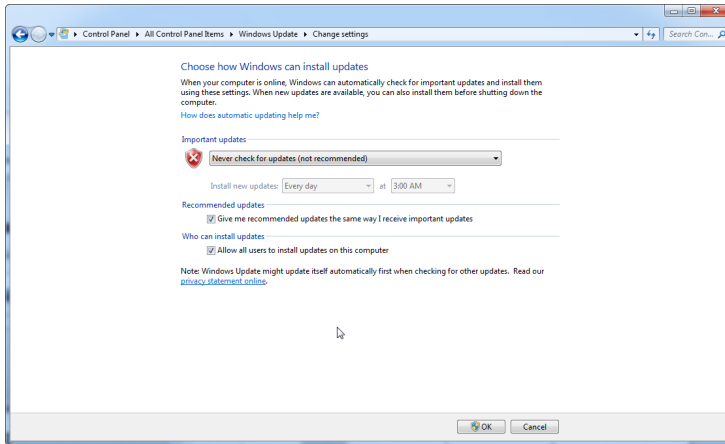 Control Panel ▸ All Control Panel Items ▸ Windows Update ▸ Change settings
Search Con...
Choose how Windows can install updates
When your computer is online, Windows can automatically check for important updates and install them
using these settings. When new updates are available, you can also install them before shutting down the
computer.
How does automatic updating help me?
Important updates
Never check for updates (not recommended)
Install new updates: Every day at 3:00 AM
Recommended updates
Give me recommended updates the same way I receive important updates
Who can install updates
Allow all users to install updates on this computer
Note: Windows Update might update itself automatically first when checking for other updates. Read our
privacy statement online.
OK Cancel